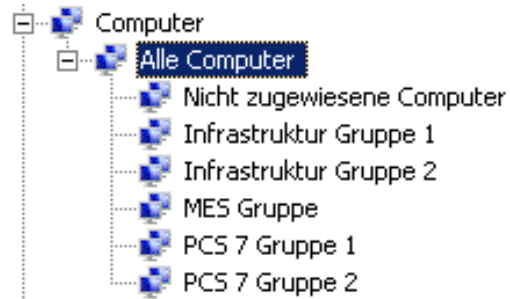 Computer
Alle Computer
Nicht zugewiesene Computer
Infrastruktur Gruppe 1
Infrastruktur Gruppe 2
MES Gruppe
PCS 7 Gruppe 1
PCS 7 Gruppe 2